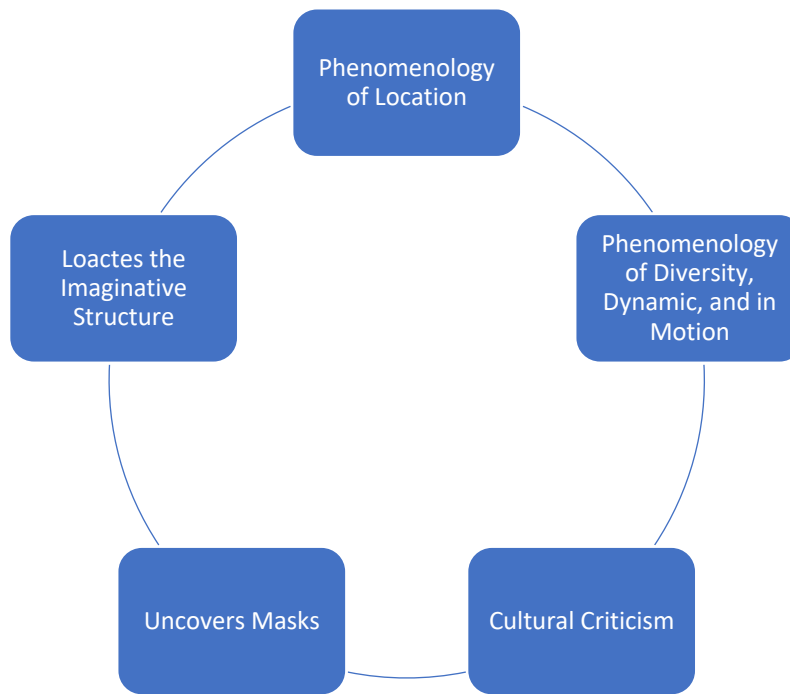 Phenomenology
of Location
Phenomenology
of Diversity,
Dynamic, and in
Motion
Cultural Criticism
Uncovers Masks
Loactes the
Imaginative
Structure